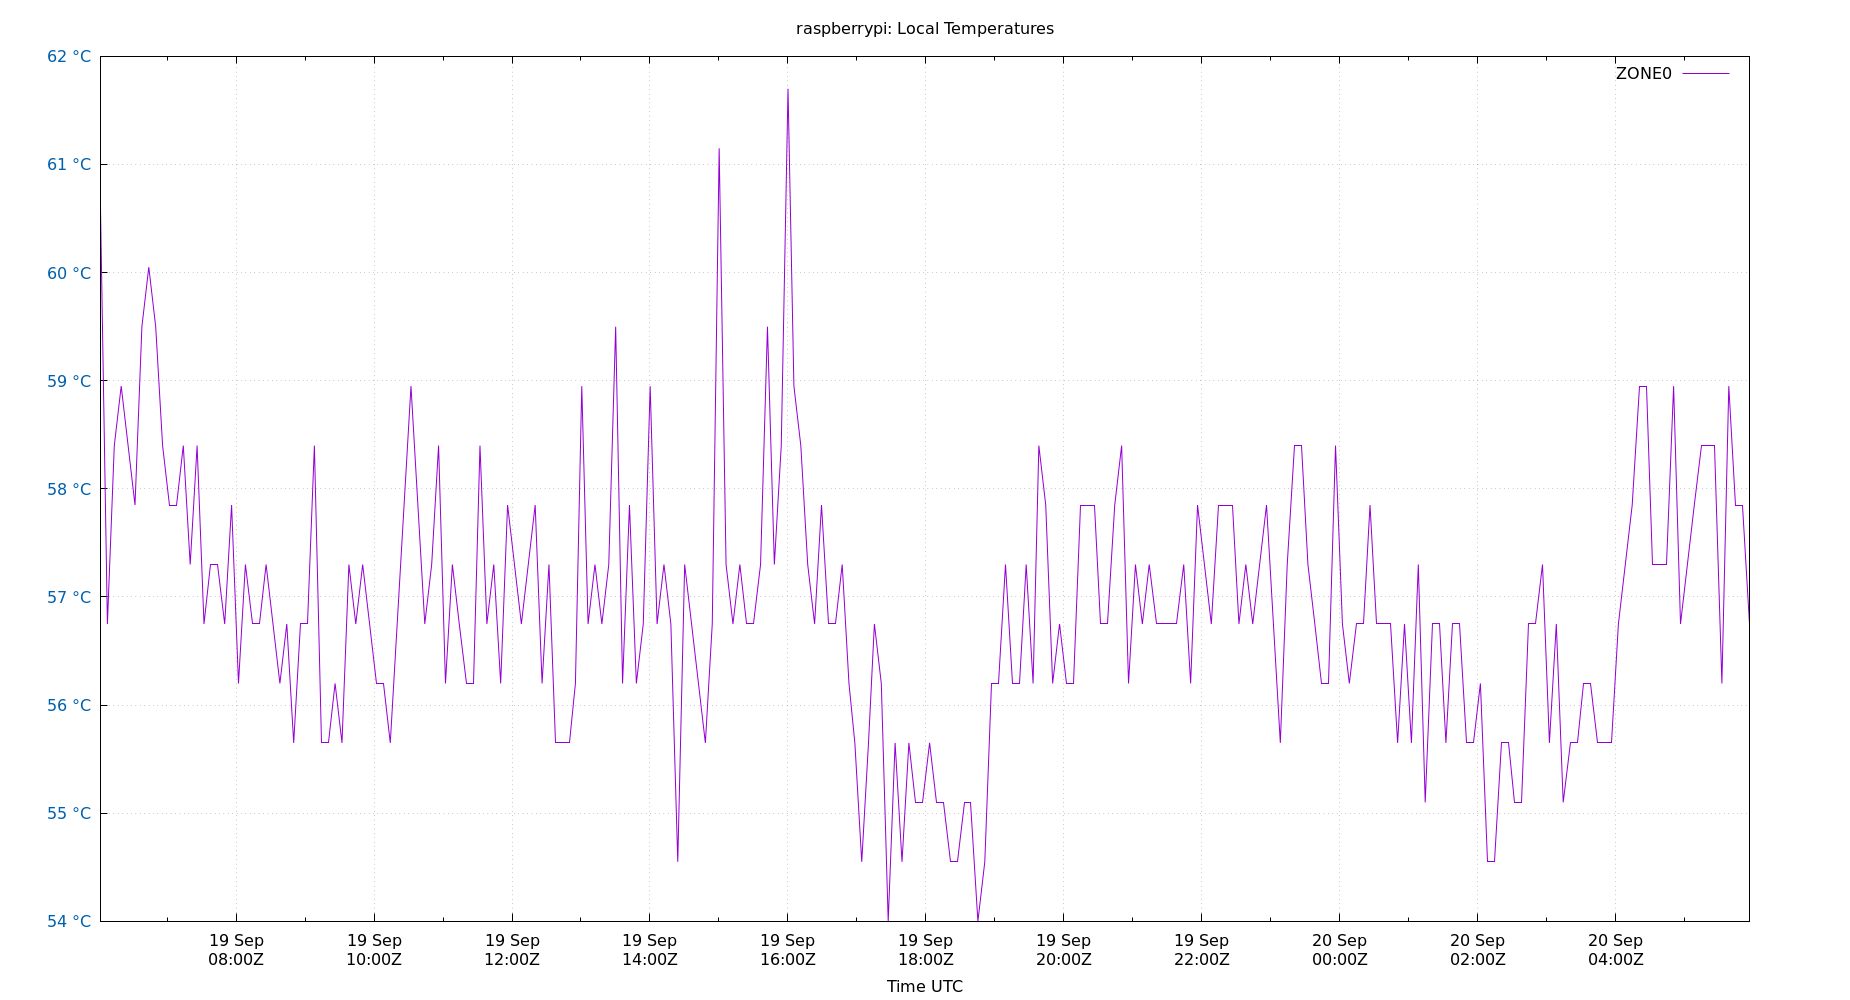 raspberrypi: Local Temperatures
62 °C
ZONE0
61 °C
60 °C
59 °C
58 °C
57 °C
56 °C
55 °C
54 °C
19 Sep 19 Sep 19 Sep 19 Sep 19 Sep 19 Sep 19 Sep 19 Sep 20 Sep 20 Sep 20 Sep
08:00Z 10:00Z 12:00Z 14:00Z 16:00Z 18:00Z 20:00Z 22:00Z 00:00Z 02:00Z 04:00Z
Time UTC